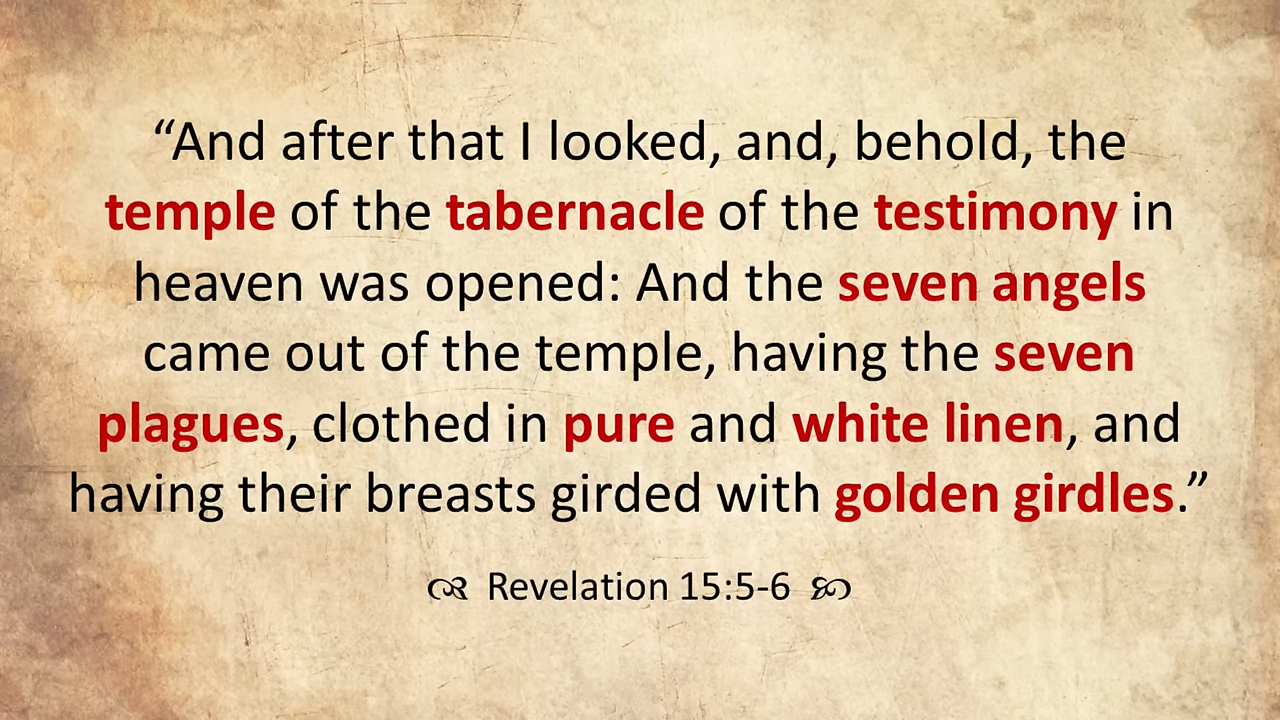 “And after that I looked, and, behold, the
temple of the tabernacle of the testimony in
heaven was opened: And the seven angels
came out of the temple, having the seven
plagues, clothed in pure and white linen, and
having their breasts girded with golden girdles.”
Revelation 15:5-6